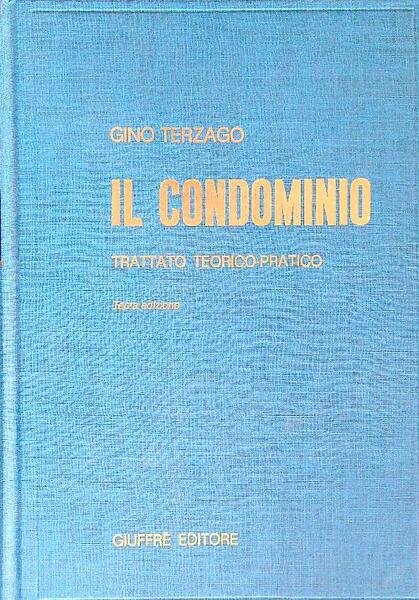 GINO TERZAGO
IL CONDOMINIO
TRATTATO TEORICO-PRATICO
Terza edizione
GIUFFRÈ EDITORE